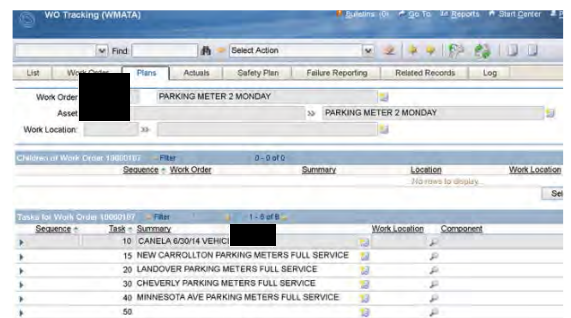 WO Tracking (WMATA)
Bulletins: (0) Go To Reports Start Center
Find: Select Action
List Work Order Plans Actuals Safety Plan Failure Reporting Related Records Log
Work Order PARKING METER 2 MONDAY
Asset >> PARKING METER 2 MONDAY
Work Location: >>
Children of Work Order 10000187 Filter 0 - 0 of 0
Sequence Work Order Summary Location Work Location
No rows to display
Sel
Tasks for Work Order 10000187 Filter 1 - 6 of 6
Sequence Task Summary Work Location Component
10 CANELA 6/30/14 VEHICL
15 NEW CARROLLTON PARKING METERS FULL SERVICE
20 LANDOVER PARKING METERS FULL SERVICE
30 CHEVERLY PARKING METERS FULL SERVICE
40 MINNESOTA AVE PARKING METERS FULL SERVICE
50